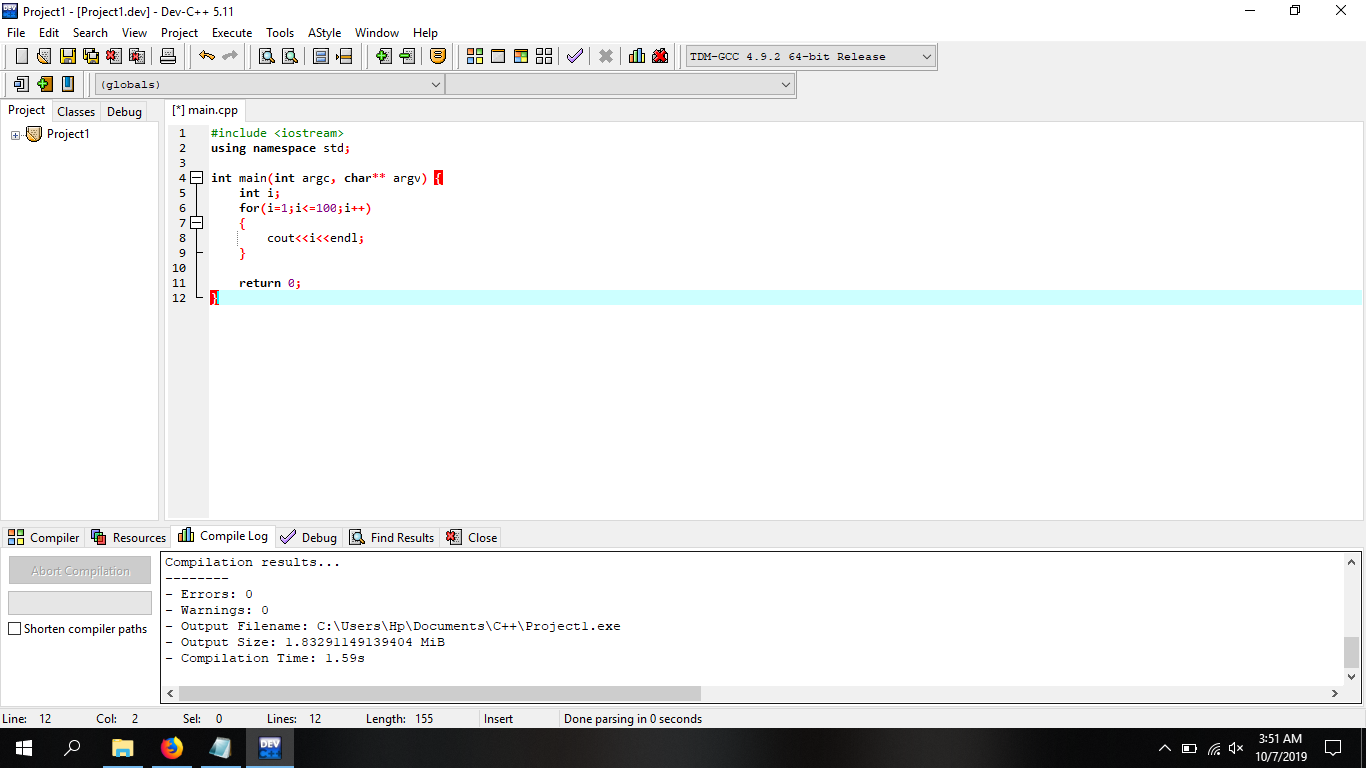 Project1 - [Project1.dev] - Dev-C++ 5.11
File Edit Search View Project Execute Tools AStyle Window Help
TDM-GCC 4.9.2 64-bit Release
(globals)
Project Classes Debug
[*] main.cpp
Project1
1 #include <iostream>
2 using namespace std;
3
4 int main(int argc, char** argv) {
5 int i;
6 for(i=1;i<=100;i++)
7 {
8 cout<<i<<endl;
9 }
10
11 return 0;
12 }
Compiler Resources Compile Log Debug Find Results Close
Abort Compilation
Shorten compiler paths
Compilation results...
--------
- Errors: 0
- Warnings: 0
- Output Filename: C:\Users\Hp\Documents\C++\Project1.exe
- Output Size: 1.83291149139404 MiB
- Compilation Time: 1.59s
Line: 12 Col: 2 Sel: 0 Lines: 12 Length: 155 Insert Done parsing in 0 seconds
DEV
3:51 AM
10/7/2019